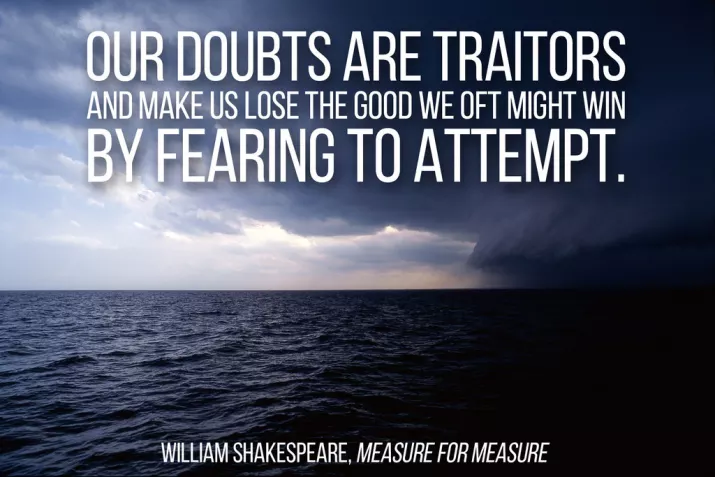 OUR DOUBTS ARE TRAITORS
AND MAKE US LOSE THE GOOD WE OFT MIGHT WIN
BY FEARING TO ATTEMPT.
WILLIAM SHAKESPEARE, MEASURE FOR MEASURE